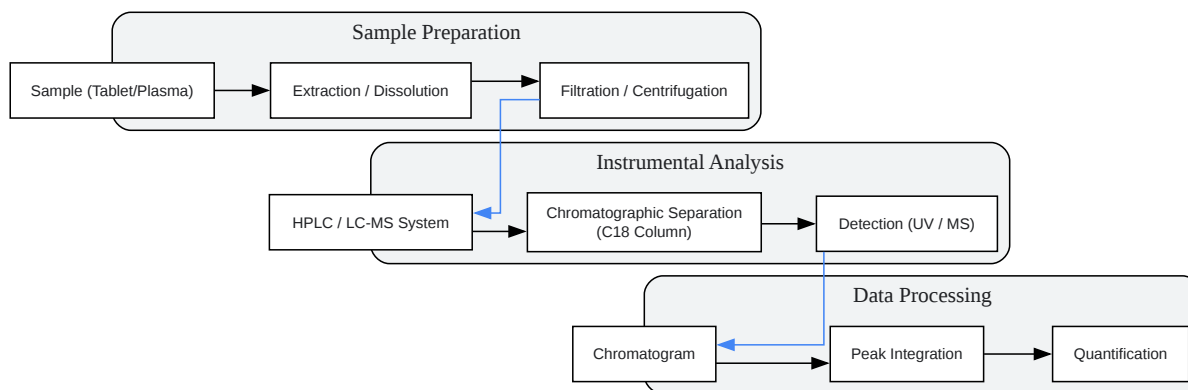 Sample Preparation
Sample (Tablet/Plasma)
Extraction / Dissolution
Filtration / Centrifugation
Instrumental Analysis
HPLC / LC-MS System
Chromatographic Separation
(C18 Column)
Detection (UV / MS)
Data Processing
Chromatogram
Peak Integration
Quantification